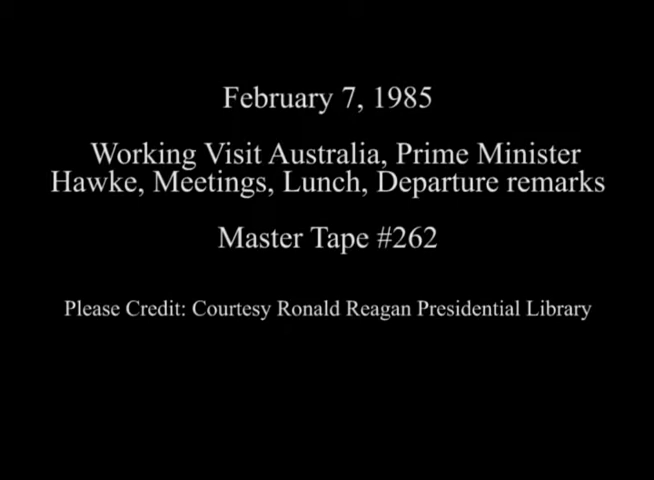 February 7, 1985
Working Visit Australia, Prime Minister
Hawke, Meetings, Lunch, Departure remarks
Master Tape #262
Please Credit: Courtesy Ronald Reagan Presidential Library